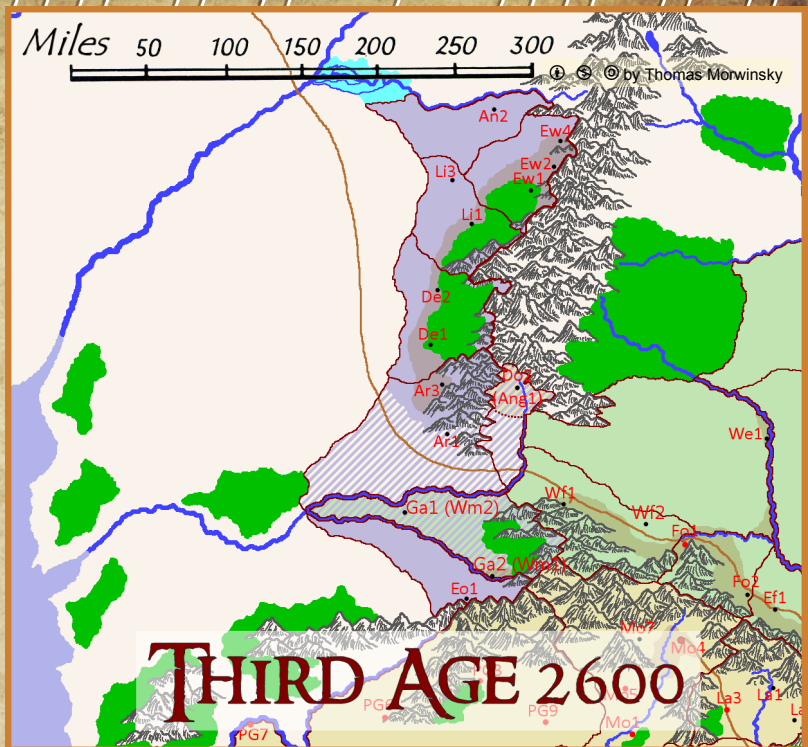 Miles 50 100 150 200 250 300
by Thomas Morwinsky
An2
Ew4
Ew2
Li3
Ew1
Li1
De2
De1
Ar3
(Ang1)
Ar1
We1
Wf1
Ga1 (Wm2)
Wf2
Fo1
Ga2 (Wm1)
Fo2
Eo1
Ef1
Mo7
Mo4
THIRD AGE 2600
La1
La3
PG9
Mo1
PG7